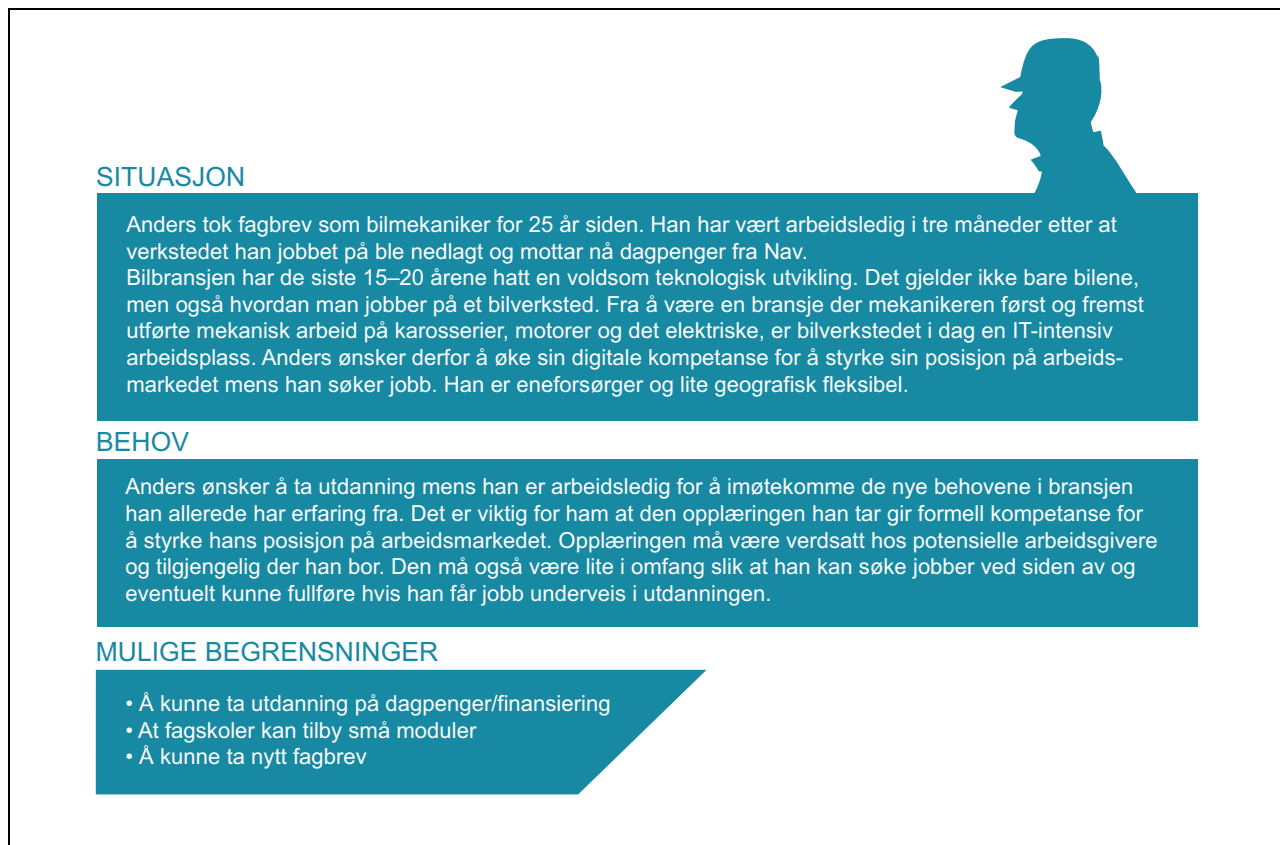 SITUASJON
Anders tok fagbrev som bilmekaniker for 25 år siden. Han har vært arbeidsledig i tre måneder etter at
verkstedet han jobbet på ble nedlagt og mottar nå dagpenger fra Nav.
Bilbransjen har de siste 15–20 årene hatt en voldsom teknologisk utvikling. Det gjelder ikke bare bilene,
men også hvordan man jobber på et bilverksted. Fra å være en bransje der mekanikeren først og fremst
utførte mekanisk arbeid på karosserier, motorer og det elektriske, er bilverkstedet i dag en IT-intensiv
arbeidsplass. Anders ønsker derfor å øke sin digitale kompetanse for å styrke sin posisjon på arbeids-
markedet mens han søker jobb. Han er eneforsørger og lite geografisk fleksibel.
BEHOV
Anders ønsker å ta utdanning mens han er arbeidsledig for å imøtekomme de nye behovene i bransjen
han allerede har erfaring fra. Det er viktig for ham at den opplæringen han tar gir formell kompetanse for
å styrke hans posisjon på arbeidsmarkedet. Opplæringen må være verdsatt hos potensielle arbeidsgivere
og tilgjengelig der han bor. Den må også være lite i omfang slik at han kan søke jobber ved siden av og
eventuelt kunne fullføre hvis han får jobb underveis i utdanningen.
MULIGE BEGRENSNINGER
• Å kunne ta utdanning på dagpenger/finansiering
• At fagskoler kan tilby små moduler
• Å kunne ta nytt fagbrev